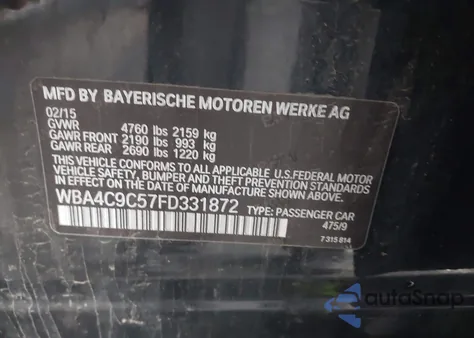 MFD BY BAYERISCHE MOTOREN WERKE AG
02/15
GVWR 4760 lbs 2159 kg
GAWR FRONT 2190 lbs 993 kg
GAWR REAR 2690 lbs 1220 kg
THIS VEHICLE CONFORMS TO ALL APPLICABLE U.S.FEDERAL MOTOR
VEHICLE SAFETY, BUMPER AND THEFT PREVENTION STANDARDS
IN EFFECT ON THE DATE OF MANUFACTURE SHOWN ABOVE.
WBA4C9C57FD331872 TYPE: PASSENGER CAR
475/9
7 315 814
autoSnap